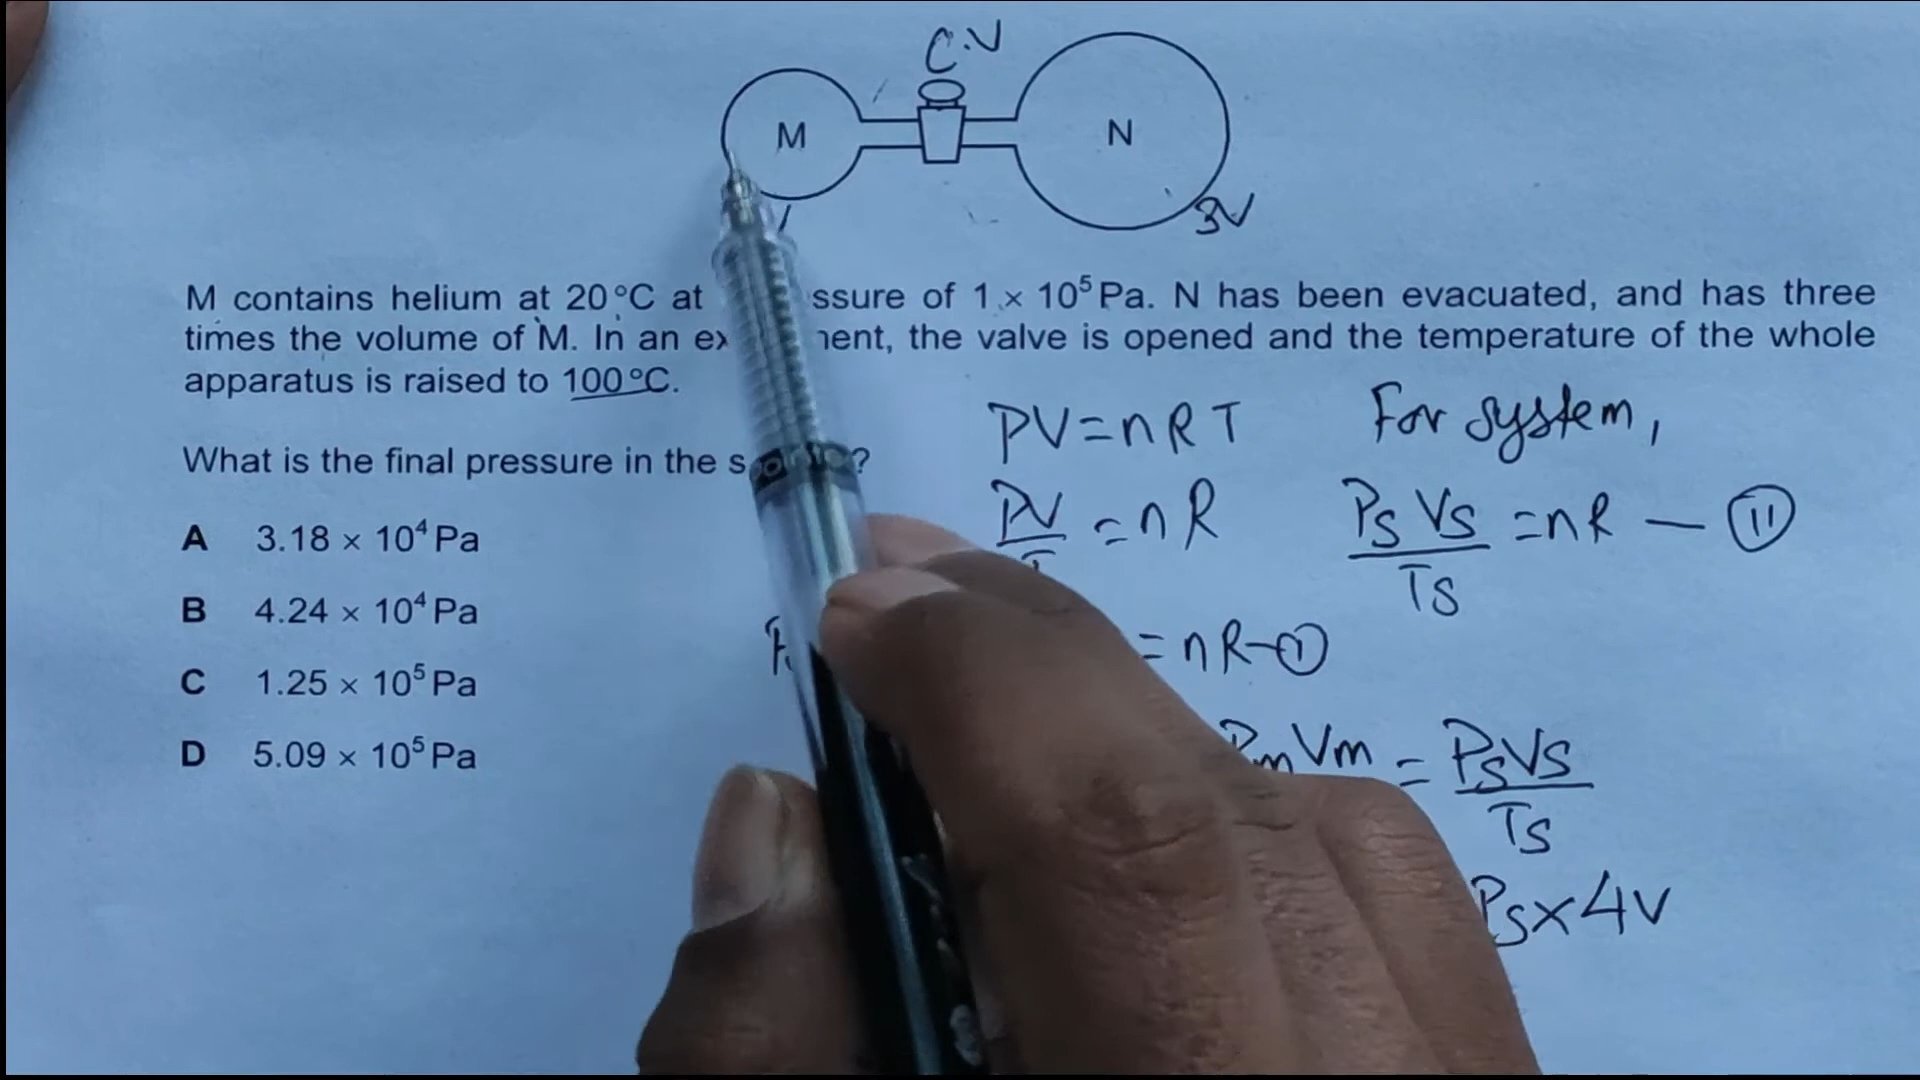 C.V
M
N
3V
M contains helium at 20 °C at ssure of 1 × 10⁵ Pa. N has been evacuated, and has three
times the volume of M. In an ex ment, the valve is opened and the temperature of the whole
apparatus is raised to 100 °C.
What is the final pressure in the s ?
A 3.18 × 10⁴ Pa
B 4.24 × 10⁴ Pa
C 1.25 × 10⁵ Pa
D 5.09 × 10⁵ Pa
PV = nRT
PV/T = nR
= nR — (I)
For system,
PsVs/Ts = nR — (II)
PmVm = PsVs/Ts
Ps × 4V